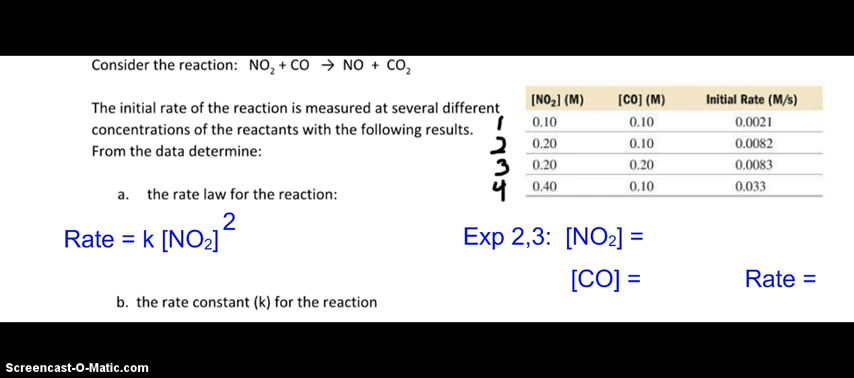 Consider the reaction: NO₂ + CO → NO + CO₂
The initial rate of the reaction is measured at several different
concentrations of the reactants with the following results.
From the data determine:
[NO₂] (M) [CO] (M) Initial Rate (M/s)
1 0.10 0.10 0.0021
2 0.20 0.10 0.0082
3 0.20 0.20 0.0083
4 0.40 0.10 0.033
a. the rate law for the reaction:
Rate = k [NO₂]²
Exp 2,3: [NO₂] =
[CO] = Rate =
b. the rate constant (k) for the reaction
Screencast-O-Matic.com